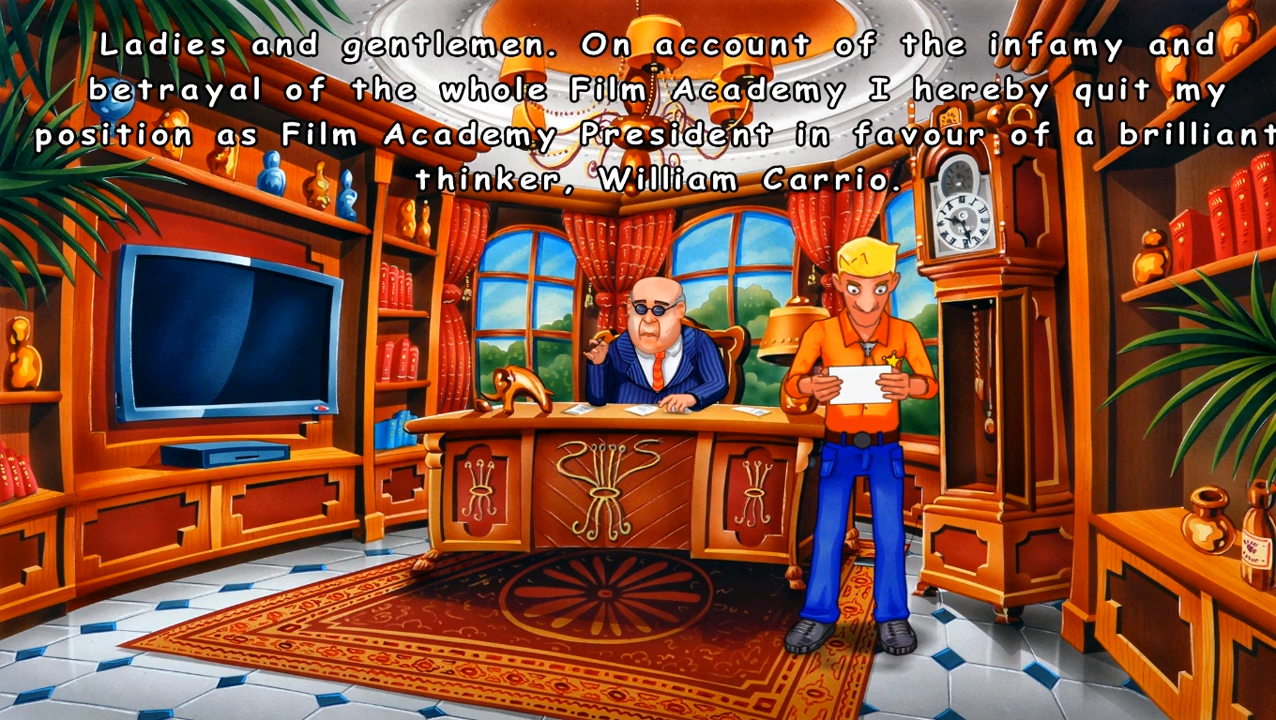 Ladies and gentlemen. On account of the infamy and
betrayal of the whole Film Academy I hereby quit my
position as Film Academy President in favour of a brilliant
thinker, William Carrio.